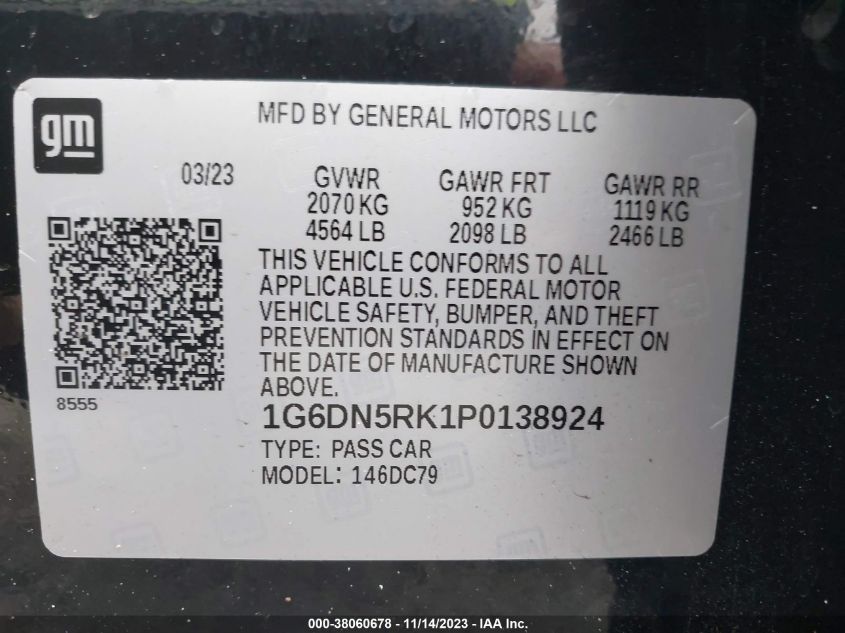 gm
MFD BY GENERAL MOTORS LLC
03/23 GVWR GAWR FRT GAWR RR
2070 KG 952 KG 1119 KG
4564 LB 2098 LB 2466 LB
THIS VEHICLE CONFORMS TO ALL
APPLICABLE U.S. FEDERAL MOTOR
VEHICLE SAFETY, BUMPER, AND THEFT
PREVENTION STANDARDS IN EFFECT ON
THE DATE OF MANUFACTURE SHOWN
ABOVE.
8555
1G6DN5RK1P0138924
TYPE: PASS CAR
MODEL: 146DC79
000-38060678 - 11/14/2023 - IAA Inc.